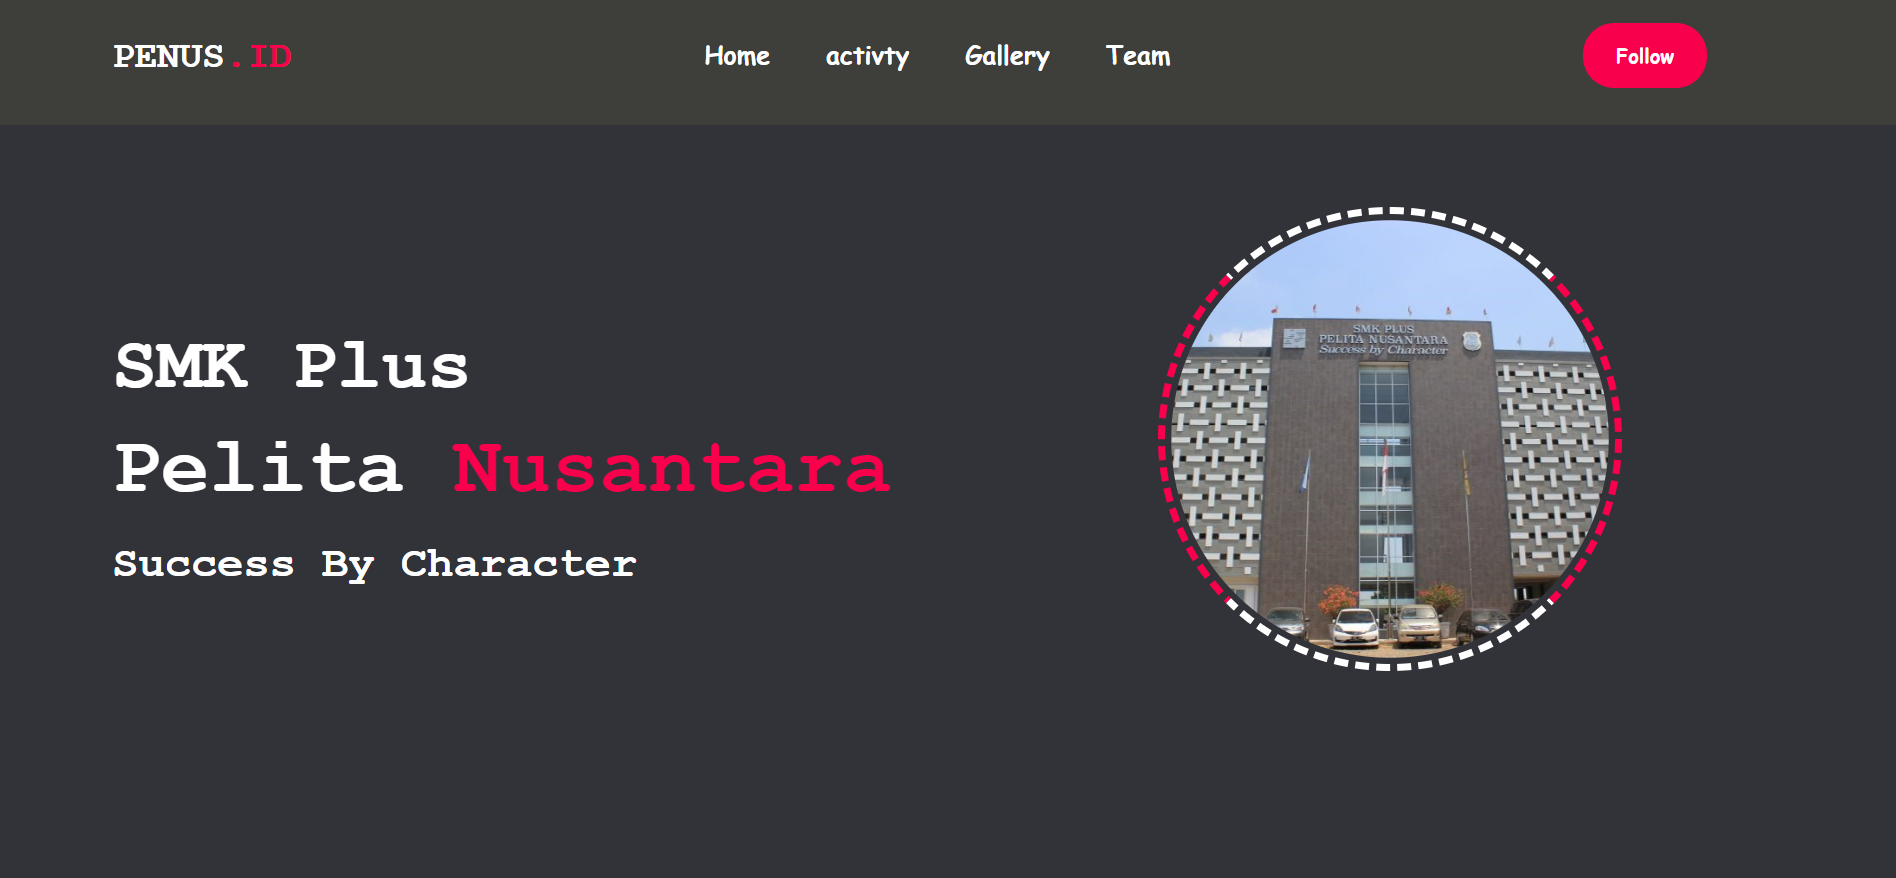 PENUS.ID
Home activty Gallery Team
Follow
SMK Plus
Pelita Nusantara
Success By Character
SMK PLUS
PELITA NUSANTARA
Success by Character